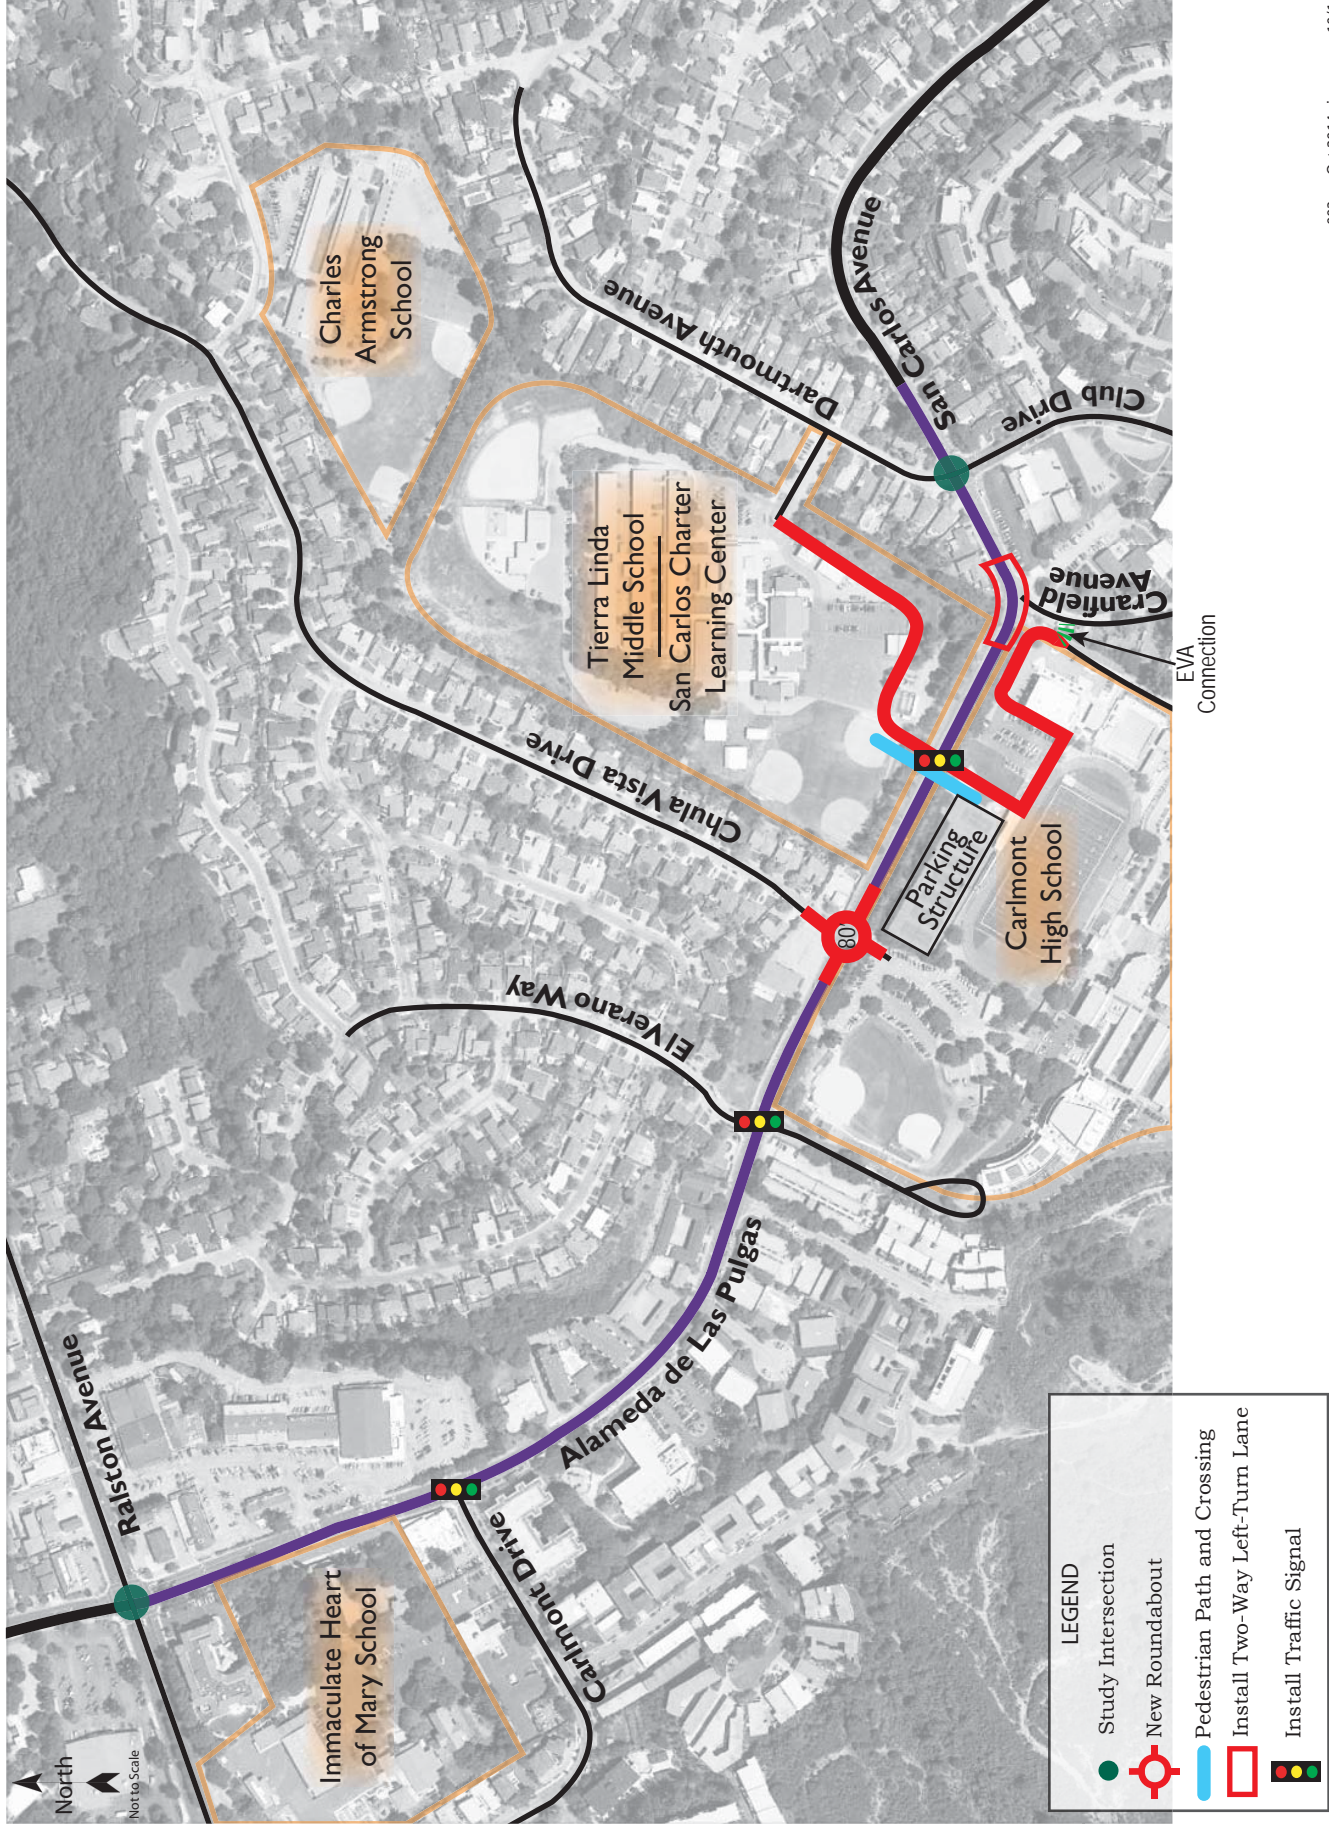 North
Not to Scale
Ralston Avenue
Immaculate Heart
of Mary School
Carlmont Drive
Alameda de Las Pulgas
El Verano Way
Chula Vista Drive
Charles
Armstrong
School
Tierra Linda
Middle School
San Carlos Charter
Learning Center
Dartmouth Avenue
San Carlos Avenue
Club Drive
Cranfield
Avenue
EVA
Connection
80'
Parking
Structure
Carlmont
High School
LEGEND
Study Intersection
New Roundabout
Pedestrian Path and Crossing
Install Two-Way Left-Turn Lane
Install Traffic Signal